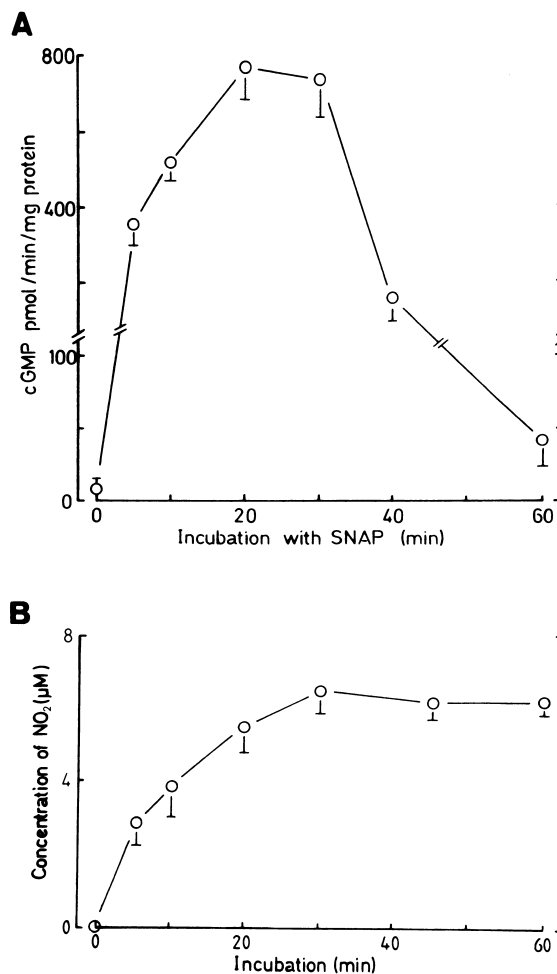 A
cGMP pmol/min/mg protein
800
400
100
0
0 20 40 60
Incubation with SNAP (min)
B
Concentration of NO₂(μM)
8
4
0
0 20 40 60
Incubation (min)